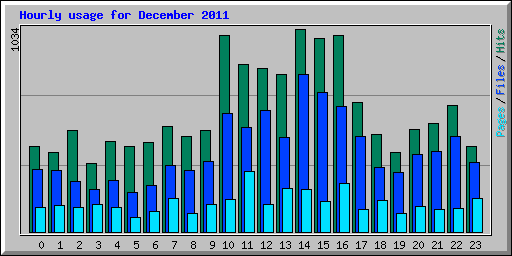 Hourly usage for December 2011
1034
Pages/Files/Hits
0 1 2 3 4 5 6 7 8 9 10 11 12 13 14 15 16 17 18 19 20 21 22 23